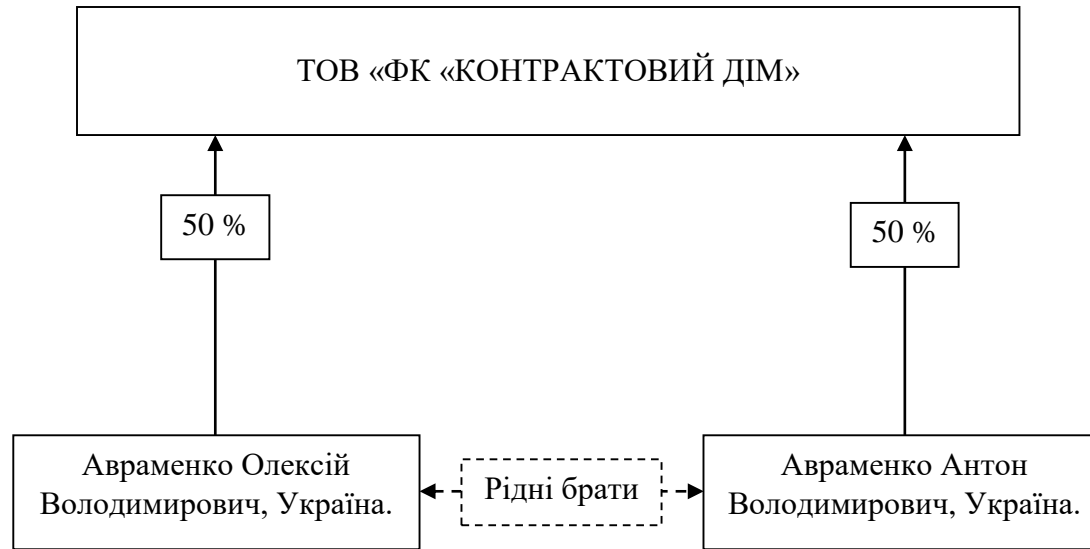 ТОВ «ФК «КОНТРАКТОВИЙ ДІМ»
50 %
50 %
Авраменко Олексій
Володимирович, Україна.
Рідні брати
Авраменко Антон
Володимирович, Україна.